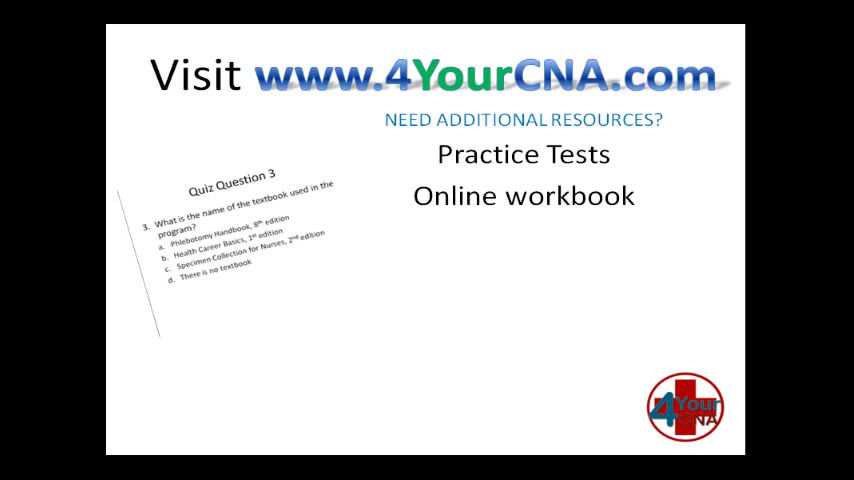 Visit www.4YourCNA.com
NEED ADDITIONAL RESOURCES?
Practice Tests
Online workbook
Quiz Question 3
3. What is the name of the textbook used in the
program?
a. Phlebotomy Handbook, 8th edition
b. Health Career Basics, 1st edition
c. Specimen Collection for Nurses, 2nd edition
d. There is no textbook
4Your
CNA